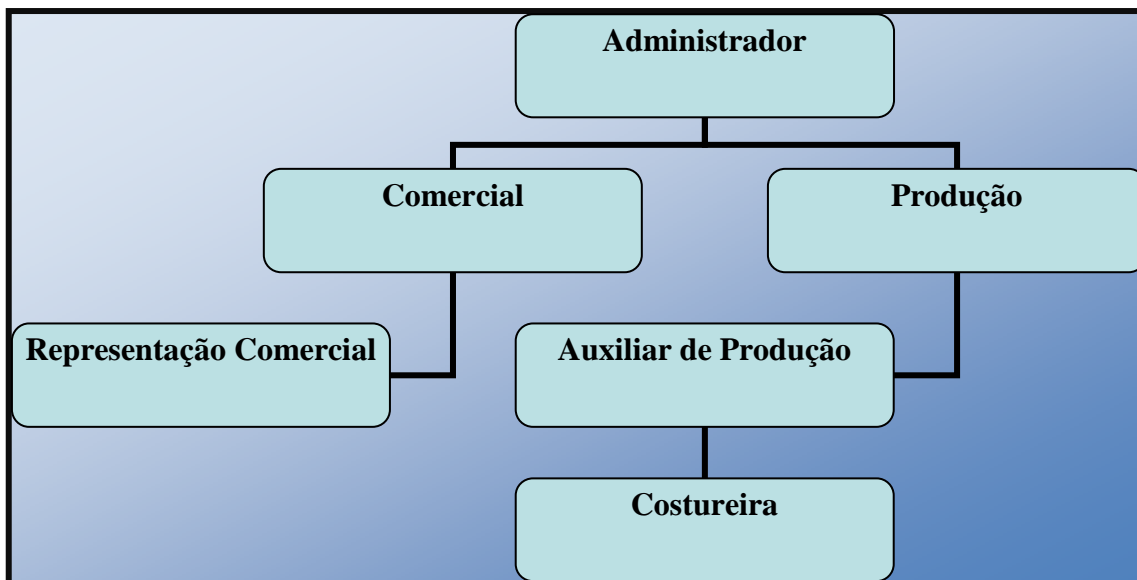 Administrador
Comercial
Produção
Representação Comercial
Auxiliar de Produção
Costureira